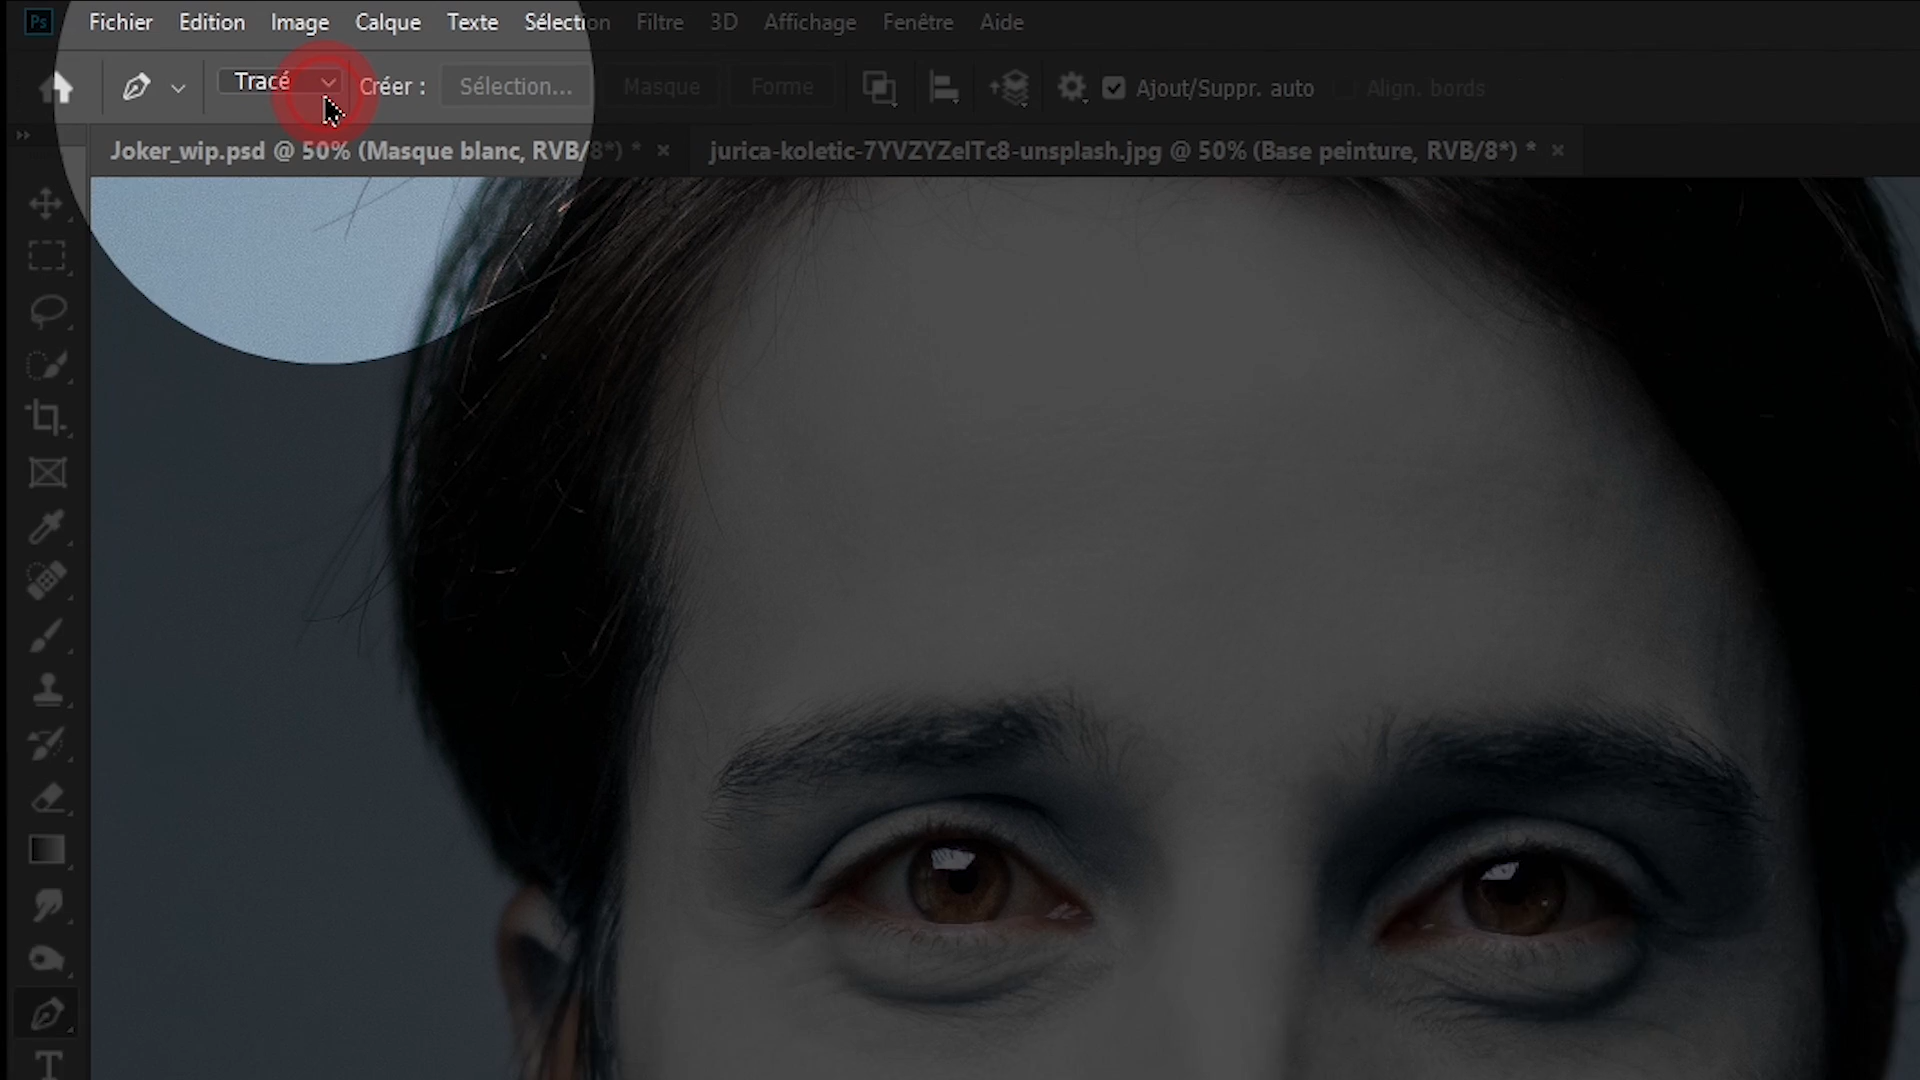 Ps Fichier Edition Image Calque Texte Sélection Filtre 3D Affichage Fenêtre Aide
Tracé Créer : Sélection... Masque Forme Ajout/Suppr. auto Align. bords
Joker_wip.psd @ 50% (Masque blanc, RVB/8*) * × jurica-koletic-7YVZYZeITc8-unsplash.jpg @ 50% (Base peinture, RVB/8*) * ×
T